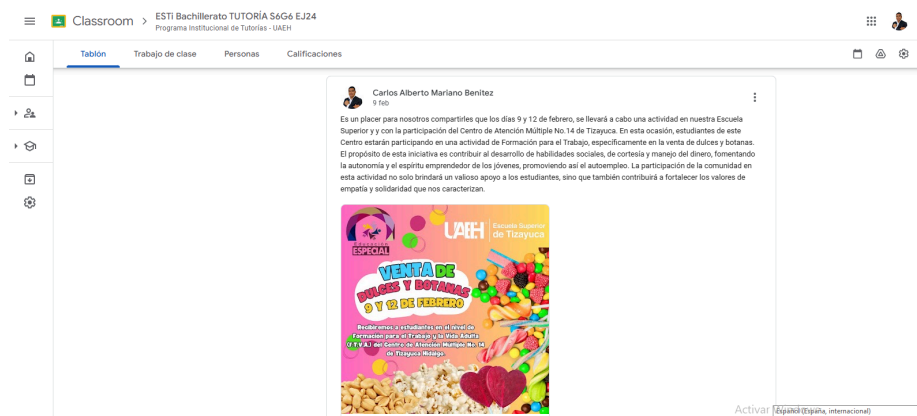 Classroom > ESTi Bachillerato TUTORÍA S6G6 EJ24
Programa Institucional de Tutorías - UAEH
Tablón Trabajo de clase Personas Calificaciones
Carlos Alberto Mariano Benitez
9 feb
Es un placer para nosotros compartirles que los días 9 y 12 de febrero, se llevará a cabo una actividad en nuestra Escuela
Superior y y con la participación del Centro de Atención Múltiple No.14 de Tizayuca. En esta ocasión, estudiantes de este
Centro estarán participando en una actividad de Formación para el Trabajo, específicamente en la venta de dulces y botanas.
El propósito de esta iniciativa es contribuir al desarrollo de habilidades sociales, de cortesía y manejo del dinero, fomentando
la autonomía y el espíritu emprendedor de los jóvenes, promoviendo así el autoempleo. La participación de la comunidad en
esta actividad no solo brindará un valioso apoyo a los estudiantes, sino que también contribuirá a fortalecer los valores de
empatía y solidaridad que nos caracterizan.
Educación
ESPECIAL
UAEH Escuela Superior
de Tizayuca
VENTA DE
DULCES Y BOTANAS
9 Y 12 DE FEBRERO
Recibiremos a estudiantes en el nivel de
Formación para el Trabajo y la Vida Adulta
(F.T.V.A.) del Centro de Atención Múltiple No. 14
de Tizayuca Hidalgo.
Activar
Español (España, internacional)